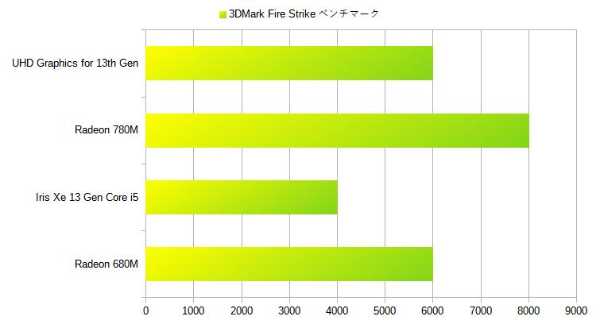 3DMark Fire Strike ベンチマーク
UHD Graphics for 13th Gen
Radeon 780M
Iris Xe 13 Gen Core i5
Radeon 680M
0 1000 2000 3000 4000 5000 6000 7000 8000 9000